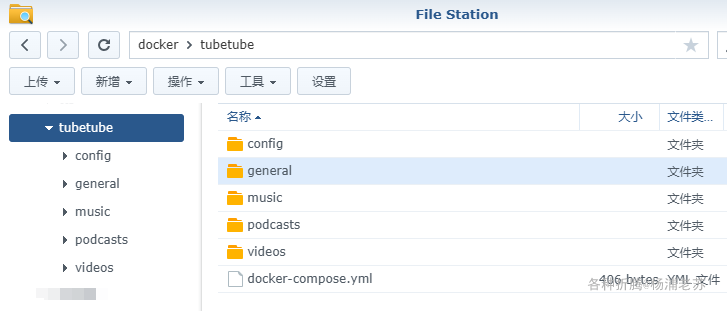 File Station
docker > tubetube
上传 新增 操作 工具 设置
tubetube
config
general
music
podcasts
videos
名称 大小 文件类...
config 文件夹
general 文件夹
music 文件夹
podcasts 文件夹
videos 文件夹
docker-compose.yml 406 bytes YML 文件
各种折腾@杨浦老苏